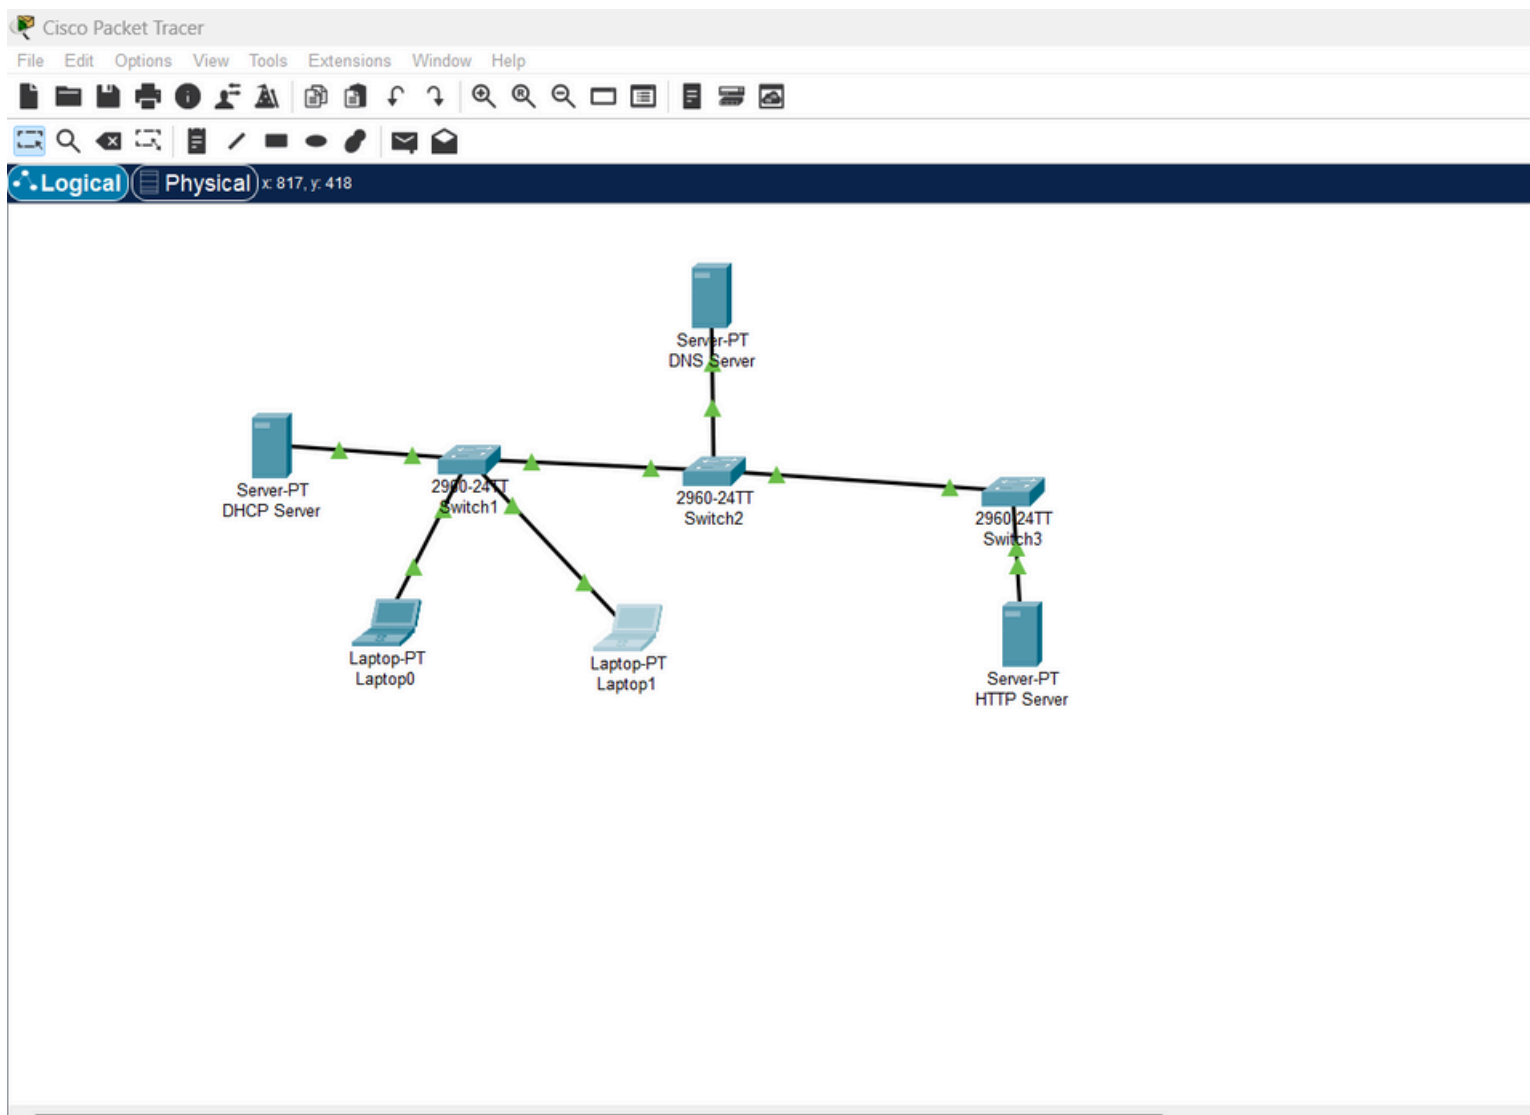 Cisco Packet Tracer
File Edit Options View Tools Extensions Window Help
Logical Physical x: 817, y: 418
Server-PT
DNS Server
Server-PT
DHCP Server
2960-24TT
Switch1
2960-24TT
Switch2
2960-24TT
Switch3
Laptop-PT
Laptop0
Laptop-PT
Laptop1
Server-PT
HTTP Server